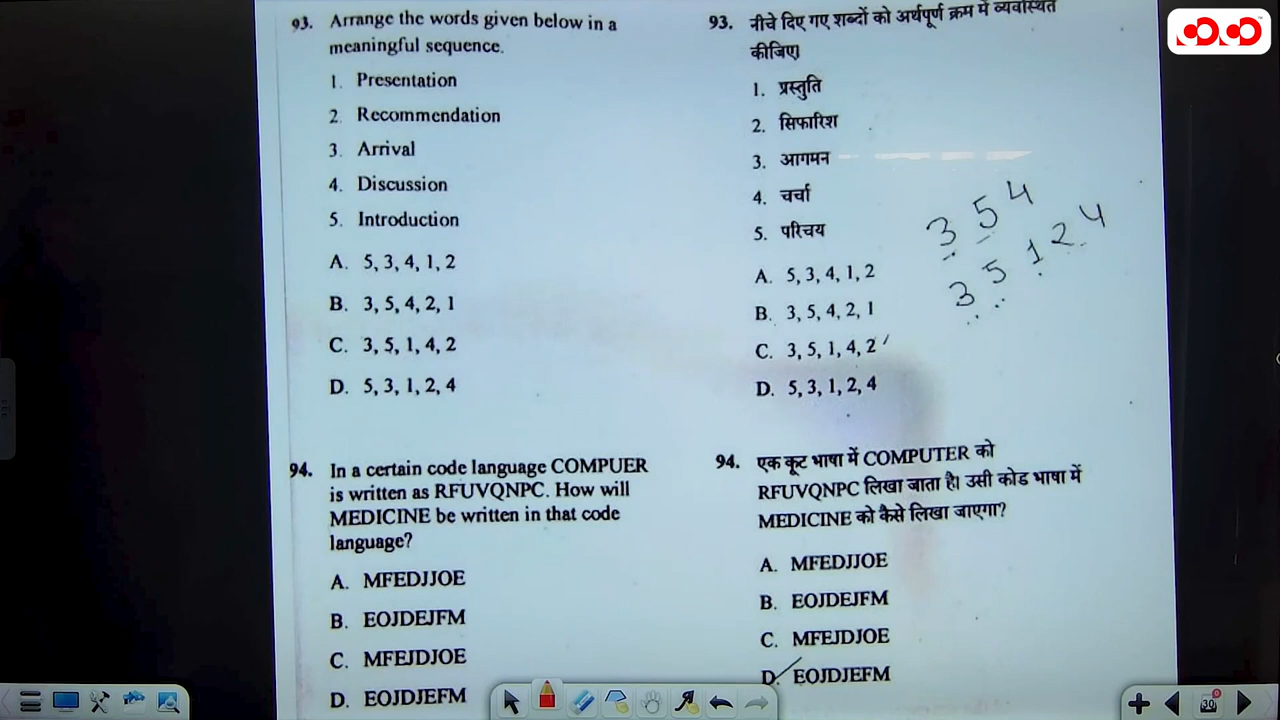 93. Arrange the words given below in a
meaningful sequence.
1. Presentation
2. Recommendation
3. Arrival
4. Discussion
5. Introduction
A. 5, 3, 4, 1, 2
B. 3, 5, 4, 2, 1
C. 3, 5, 1, 4, 2
D. 5, 3, 1, 2, 4
94. In a certain code language COMPUER
is written as RFUVQNPC. How will
MEDICINE be written in that code
language?
A. MFEDJJOE
B. EOJDEJFM
C. MFEJDJOE
D. EOJDJEFM
93. नीचे दिए गए शब्दों को अर्थपूर्ण क्रम में व्यवस्थित
कीजिए।
1. प्रस्तुति
2. सिफारिश
3. आगमन
4. चर्चा
5. परिचय
A. 5, 3, 4, 1, 2
B. 3, 5, 4, 2, 1
C. 3, 5, 1, 4, 2
D. 5, 3, 1, 2, 4
3 5 4
3 5 1 2 4
94. एक कूट भाषा में COMPUTER को
RFUVQNPC लिखा जाता है। उसी कोड भाषा में
MEDICINE को कैसे लिखा जाएगा?
A. MFEDJJOE
B. EOJDEJFM
C. MFEJDJOE
D. EOJDJEFM
30